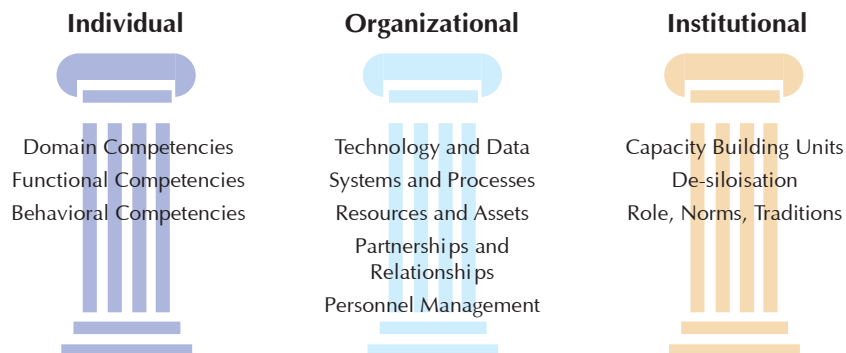 Individual
Domain Competencies
Functional Competencies
Behavioral Competencies
Organizational
Technology and Data
Systems and Processes
Resources and Assets
Partnerships and
Relationships
Personnel Management
Institutional
Capacity Building Units
De-siloisation
Role, Norms, Traditions